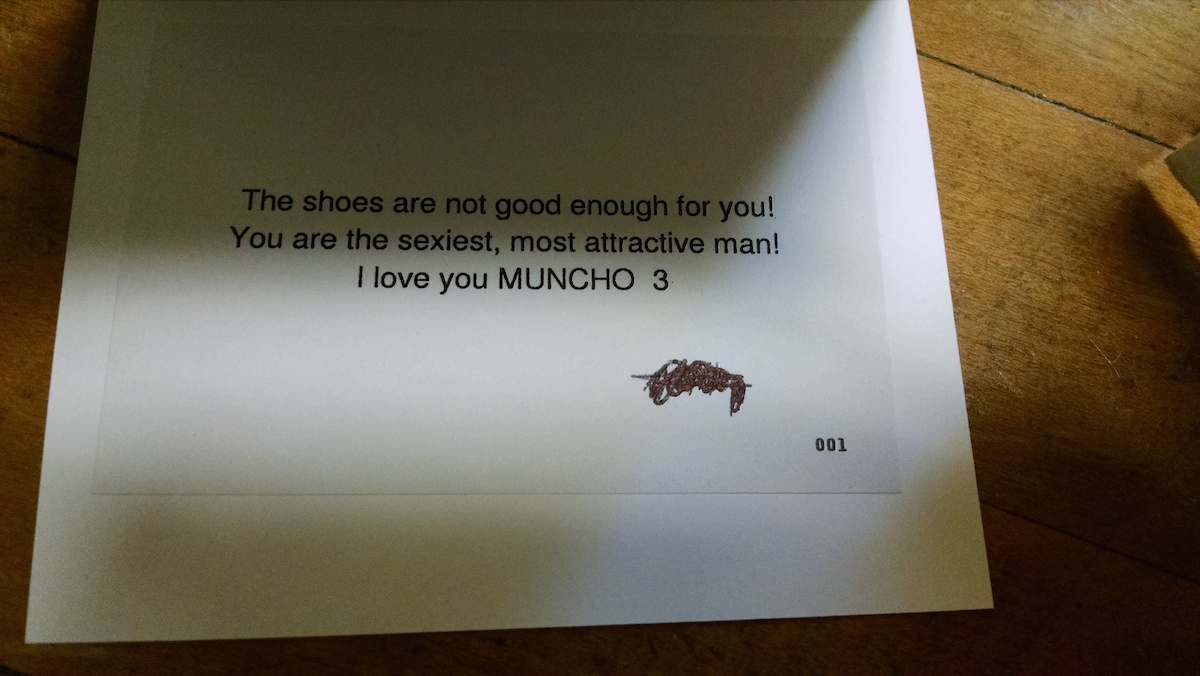 The shoes are not good enough for you!
You are the sexiest, most attractive man!
I love you MUNCHO 3
001